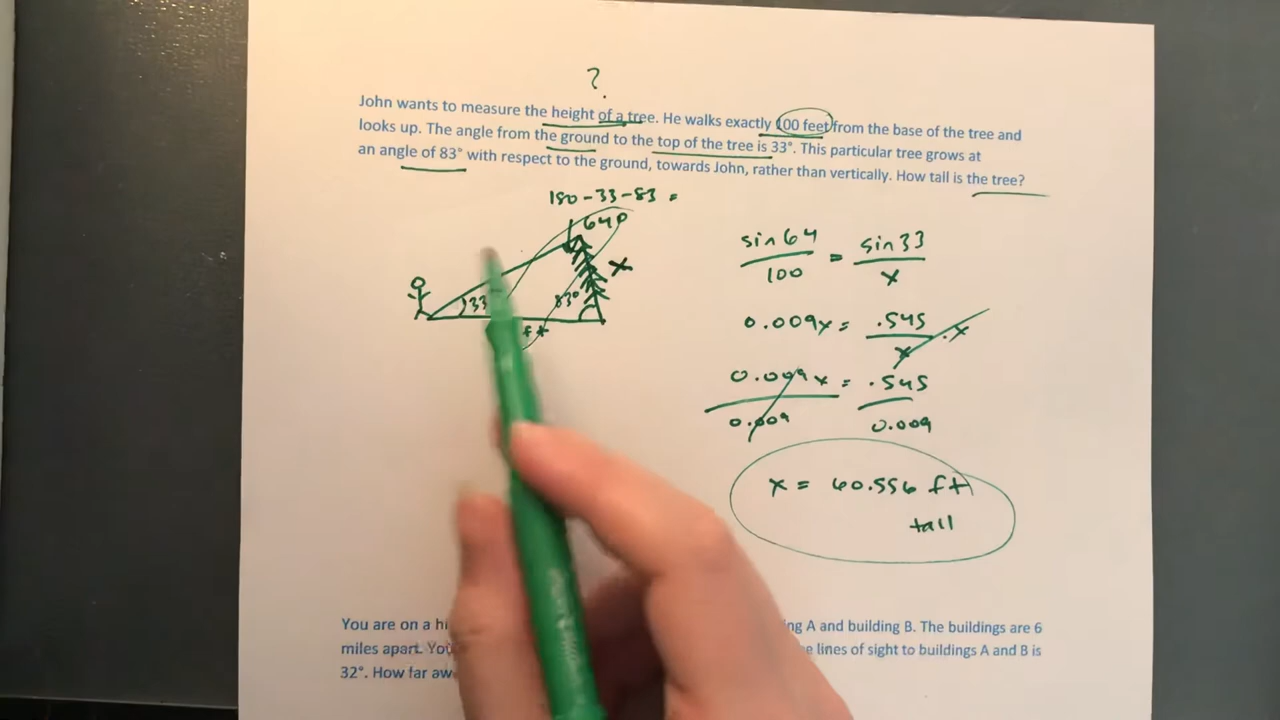 ?
John wants to measure the height of a tree. He walks exactly 100 feet from the base of the tree and
looks up. The angle from the ground to the top of the tree is 33°. This particular tree grows at
an angle of 83° with respect to the ground, towards John, rather than vertically. How tall is the tree?
180-33-83 =
64°
x
33
83°
ft
sin 64 / 100 = sin 33 / x
0.009x = .545 / x · x
0.009x = .545
0.009 0.009
x = 60.556 ft
tall
You are on a ing A and building B. The buildings are 6
miles apart. lines of sight to buildings A and B is
32°. How far